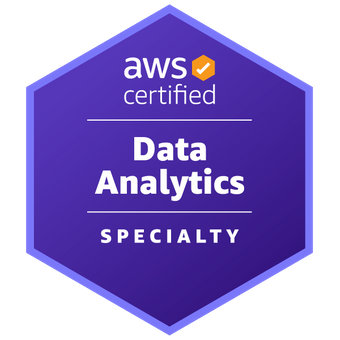 aws
certified
Data
Analytics
SPECIALTY